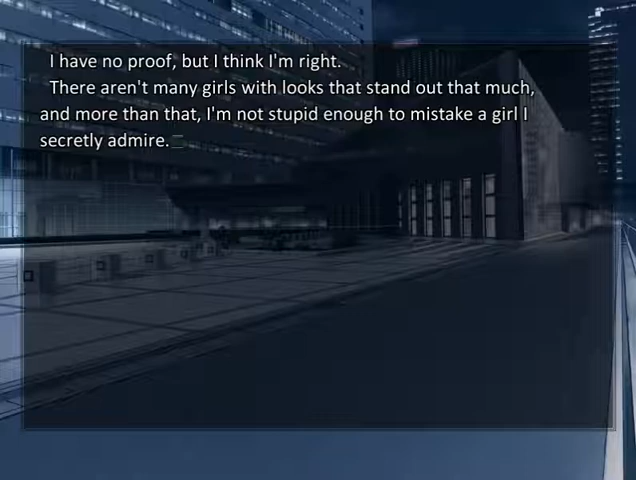 I have no proof, but I think I'm right.
There aren't many girls with looks that stand out that much,
and more than that, I'm not stupid enough to mistake a girl I
secretly admire.